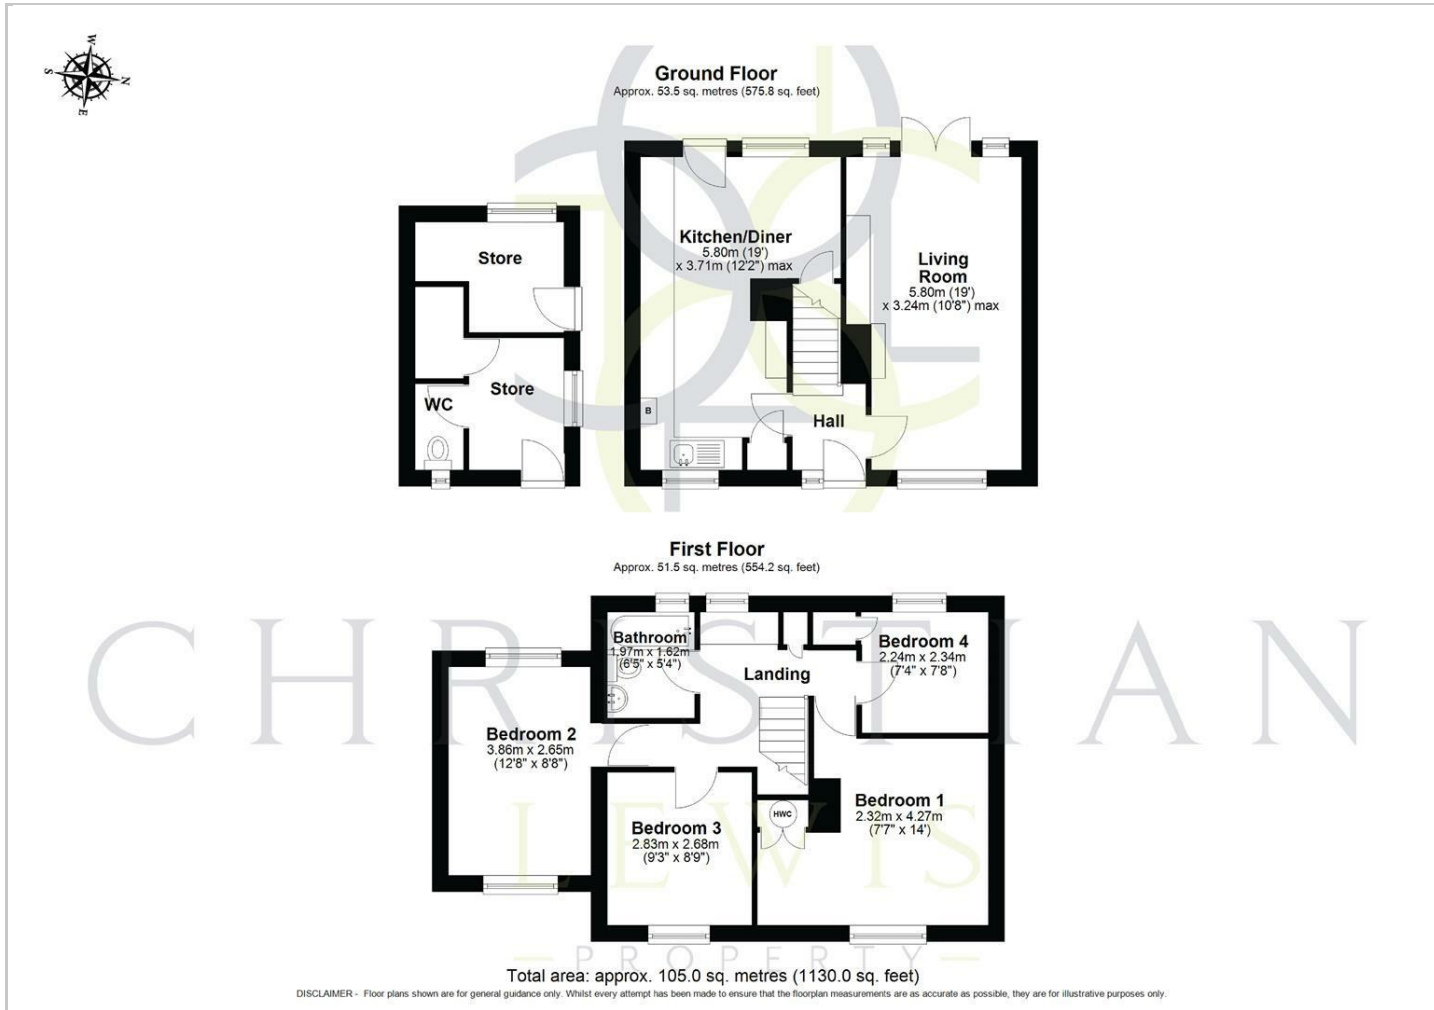 W
S
N
E
Ground Floor
Approx. 53.5 sq. metres (575.8 sq. feet)
Kitchen/Diner
5.80m (19')
x 3.71m (12'2") max
Living
Room
5.80m (19')
x 3.24m (10'8") max
Store
Store
WC
B
Hall
First Floor
Approx. 51.5 sq. metres (554.2 sq. feet)
Bathroom
1.97m x 1.62m
(6'5" x 5'4")
Bedroom 4
2.24m x 2.34m
(7'4" x 7'8")
Landing
Bedroom 2
3.86m x 2.65m
(12'8" x 8'8")
Bedroom 1
2.32m x 4.27m
(7'7" x 14')
HWC
Bedroom 3
2.83m x 2.68m
(9'3" x 8'9")
CHRISTIAN
LEWIS
PROPERTY
Total area: approx. 105.0 sq. metres (1130.0 sq. feet)
DISCLAIMER - Floor plans shown are for general guidance only. Whilst every attempt has been made to ensure that the floorplan measurements are as accurate as possible, they are for illustrative purposes only.